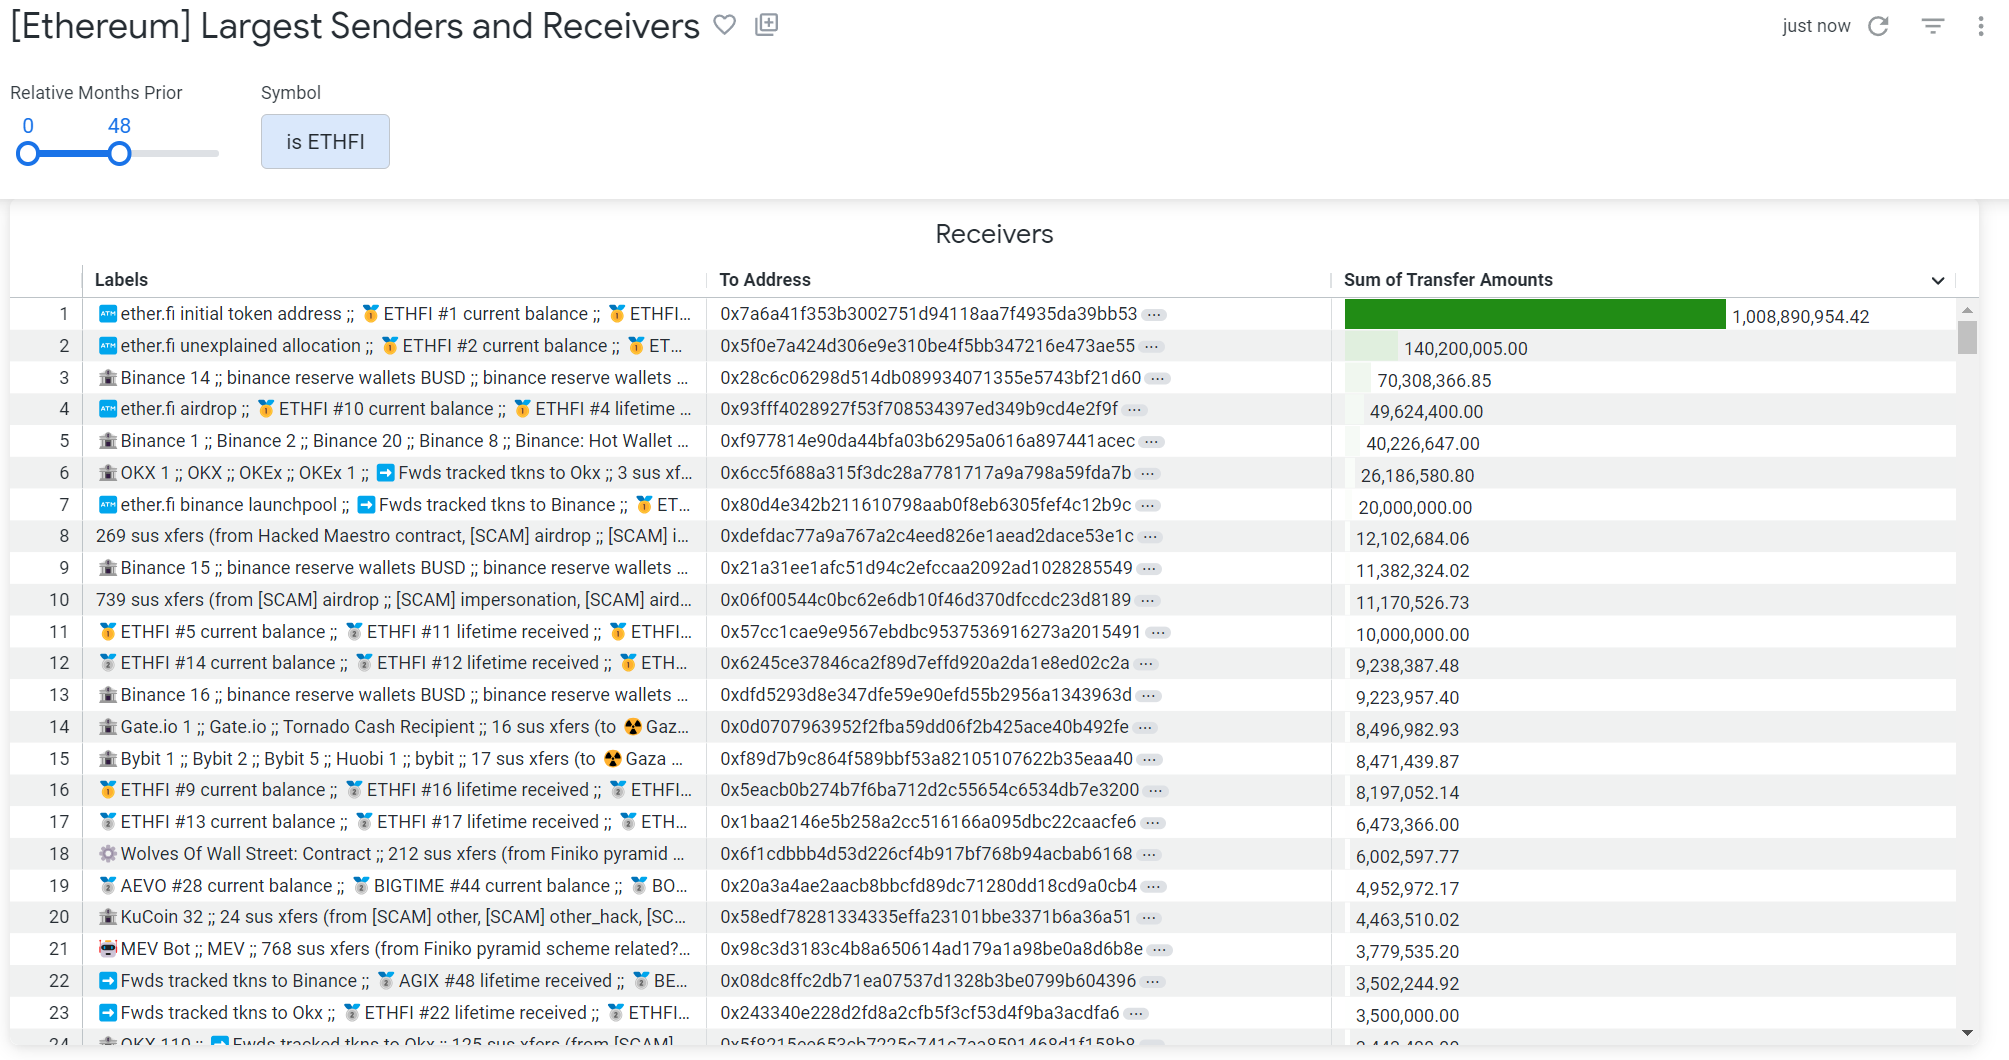 [Ethereum] Largest Senders and Receivers
just now
Relative Months Prior
Symbol
0 48
is ETHFI
Receivers
Labels To Address Sum of Transfer Amounts
1 ether.fi initial token address ;; ETHFI #1 current balance ;; ETHFI... 0x7a6a41f353b3002751d94118aa7f4935da39bb53 1,008,890,954.42
2 ether.fi unexplained allocation ;; ETHFI #2 current balance ;; ET... 0x5f0e7a424d306e9e310be4f5bb347216e473ae55 140,200,005.00
3 Binance 14 ;; binance reserve wallets BUSD ;; binance reserve wallets ... 0x28c6c06298d514db089934071355e5743bf21d60 70,308,366.85
4 ether.fi airdrop ;; ETHFI #10 current balance ;; ETHFI #4 lifetime ... 0x93fff4028927f53f708534397ed349b9cd4e2f9f 49,624,400.00
5 Binance 1 ;; Binance 2 ;; Binance 20 ;; Binance 8 ;; Binance: Hot Wallet ... 0xf977814e90da44bfa03b6295a0616a897441acec 40,226,647.00
6 OKX 1 ;; OKX ;; OKEx ;; OKEx 1 ;; Fwds tracked tkns to Okx ;; 3 sus xf... 0x6cc5f688a315f3dc28a7781717a9a798a59fda7b 26,186,580.80
7 ether.fi binance launchpool ;; Fwds tracked tkns to Binance ;; ET... 0x80d4e342b211610798aab0f8eb6305fef4c12b9c 20,000,000.00
8 269 sus xfers (from Hacked Maestro contract, [SCAM] airdrop ;; [SCAM] i... 0xdefdac77a9a767a2c4eed826e1aead2dace53e1c 12,102,684.06
9 Binance 15 ;; binance reserve wallets BUSD ;; binance reserve wallets ... 0x21a31ee1afc51d94c2efccaa2092ad1028285549 11,382,324.02
10 739 sus xfers (from [SCAM] airdrop ;; [SCAM] impersonation, [SCAM] aird... 0x06f00544c0bc62e6db10f46d370dfccdc23d8189 11,170,526.73
11 ETHFI #5 current balance ;; ETHFI #11 lifetime received ;; ETHFI... 0x57cc1cae9e9567ebdbc9537536916273a2015491 10,000,000.00
12 ETHFI #14 current balance ;; ETHFI #12 lifetime received ;; ETH... 0x6245ce37846ca2f89d7effd920a2da1e8ed02c2a 9,238,387.48
13 Binance 16 ;; binance reserve wallets BUSD ;; binance reserve wallets ... 0xdfd5293d8e347dfe59e90efd55b2956a1343963d 9,223,957.40
14 Gate.io 1 ;; Gate.io ;; Tornado Cash Recipient ;; 16 sus xfers (to Gaz... 0x0d0707963952f2fba59dd06f2b425ace40b492fe 8,496,982.93
15 Bybit 1 ;; Bybit 2 ;; Bybit 5 ;; Huobi 1 ;; bybit ;; 17 sus xfers (to Gaza ... 0xf89d7b9c864f589bbf53a82105107622b35eaa40 8,471,439.87
16 ETHFI #9 current balance ;; ETHFI #16 lifetime received ;; ETHFI... 0x5eacb0b274b7f6ba712d2c55654c6534db7e3200 8,197,052.14
17 ETHFI #13 current balance ;; ETHFI #17 lifetime received ;; ETH... 0x1baa2146e5b258a2cc516166a095dbc22caacfe6 6,473,366.00
18 Wolves Of Wall Street: Contract ;; 212 sus xfers (from Finiko pyramid ... 0x6f1cdbbb4d53d226cf4b917bf768b94acbab6168 6,002,597.77
19 AEVO #28 current balance ;; BIGTIME #44 current balance ;; BO... 0x20a3a4ae2aacb8bbcfd89dc71280dd18cd9a0cb4 4,952,972.17
20 KuCoin 32 ;; 24 sus xfers (from [SCAM] other, [SCAM] other_hack, [SC... 0x58edf78281334335effa23101bbe3371b6a36a51 4,463,510.02
21 MEV Bot ;; MEV ;; 768 sus xfers (from Finiko pyramid scheme related?... 0x98c3d3183c4b8a650614ad179a1a98be0a8d6b8e 3,779,535.20
22 Fwds tracked tkns to Binance ;; AGIX #48 lifetime received ;; BE... 0x08dc8ffc2db71ea07537d1328b3be0799b604396 3,502,244.92
23 Fwds tracked tkns to Okx ;; ETHFI #22 lifetime received ;; ETHFI... 0x243340e228d2fd8a2cfb5f3cf53d4f9ba3acdfa6 3,500,000.00
24 OKX 110 ;; Fwds tracked tkns to Okx ;; 125 sus xfers (from [SCAM]